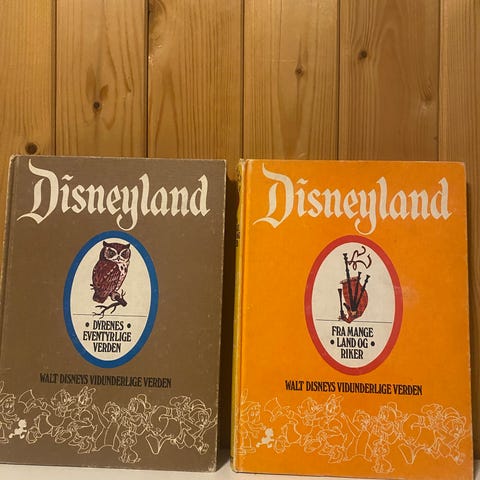 Disneyland
• DYRENES •
EVENTYRLIGE
VERDEN
WALT DISNEYS VIDUNDERLIGE VERDEN
Disneyland
FRA MANGE
• LAND OG •
RIKER
WALT DISNEYS VIDUNDERLIGE VERDEN